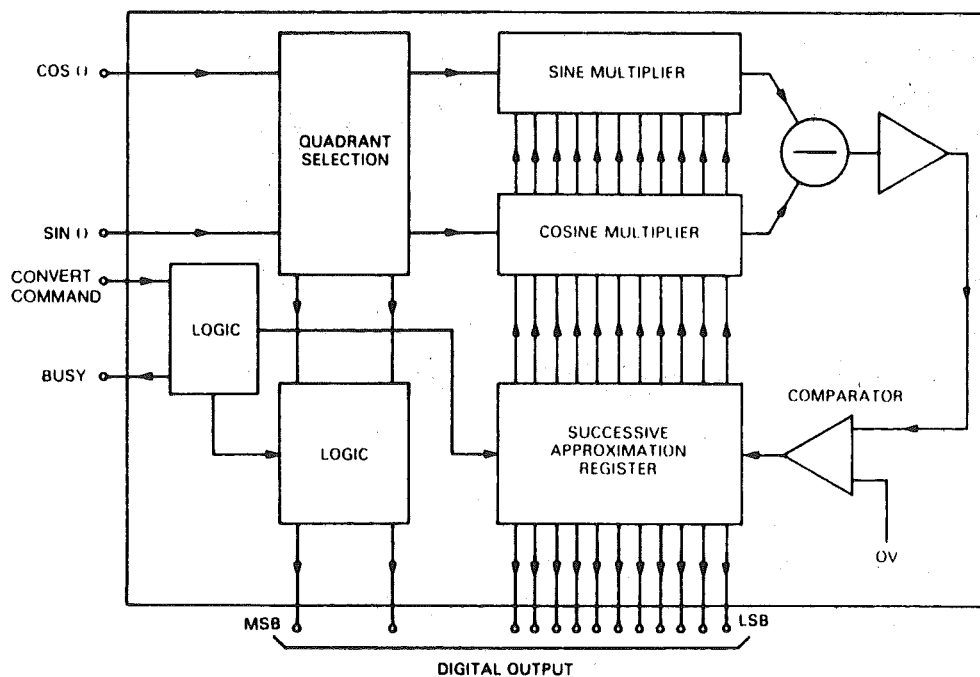 COS θ
SIN θ
CONVERT
COMMAND
BUSY
QUADRANT
SELECTION
SINE MULTIPLIER
COSINE MULTIPLIER
LOGIC
LOGIC
SUCCESSIVE
APPROXIMATION
REGISTER
COMPARATOR
OV
MSB
LSB
DIGITAL OUTPUT